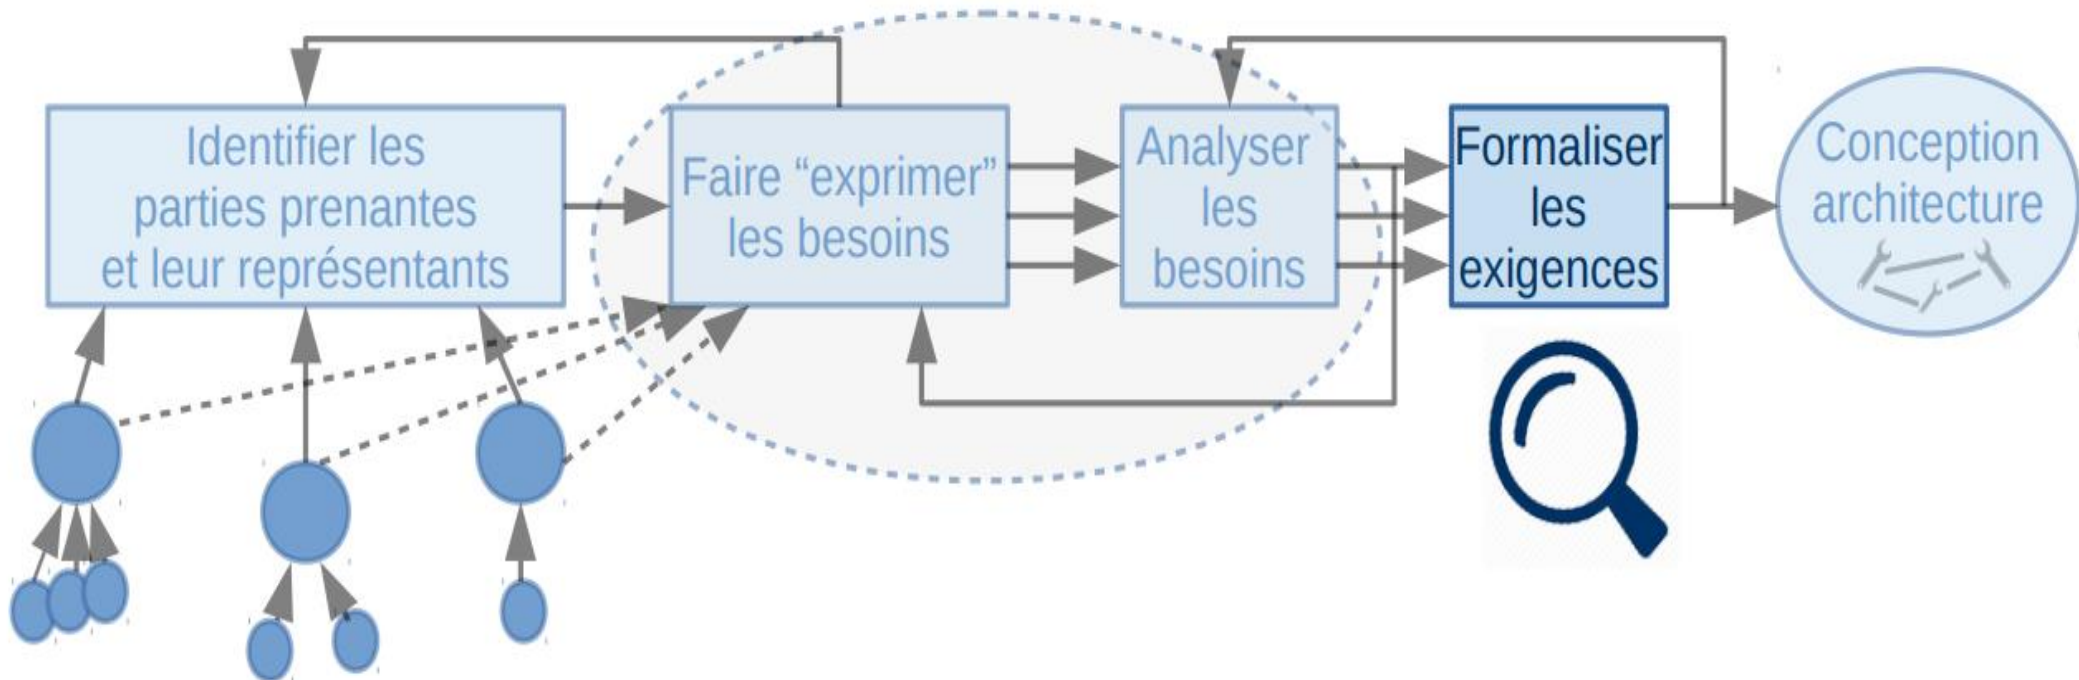 Identifier les
parties prenantes
et leur représentants
Faire “exprimer”
les besoins
Analyser
les
besoins
Formaliser
les
exigences
Conception
architecture